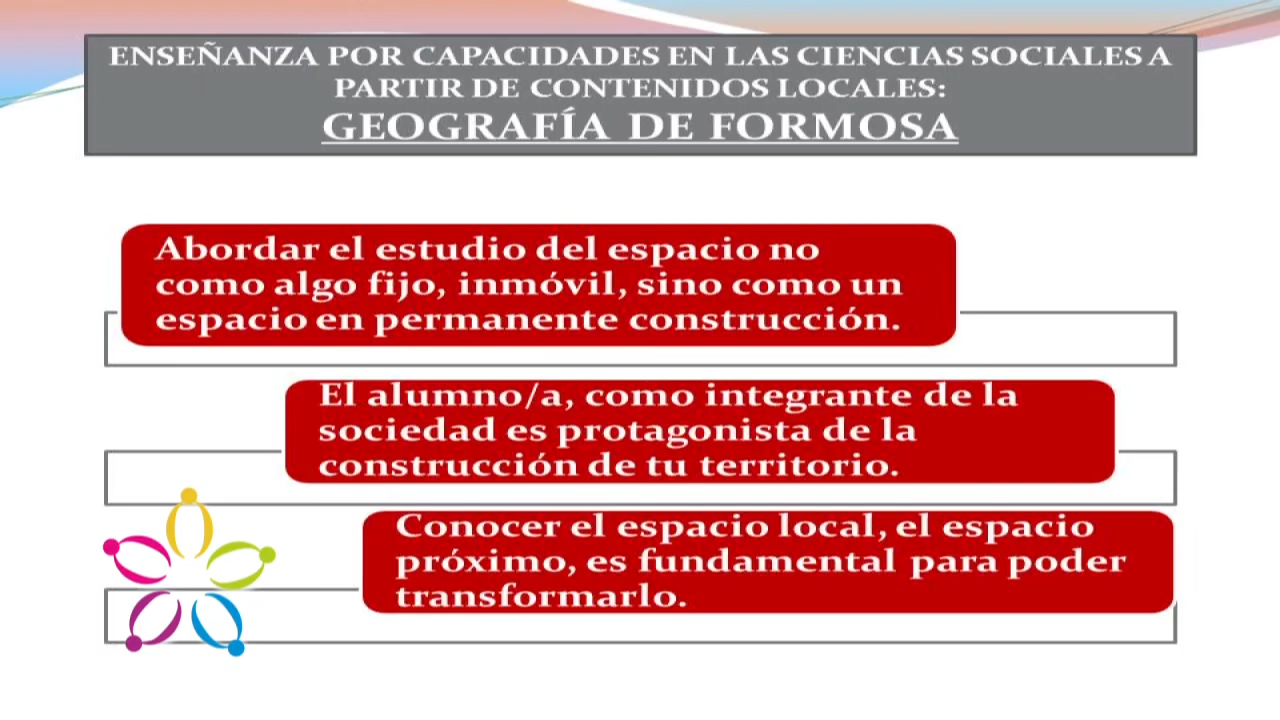 ENSEÑANZA POR CAPACIDADES EN LAS CIENCIAS SOCIALES A
PARTIR DE CONTENIDOS LOCALES:
GEOGRAFÍA DE FORMOSA
Abordar el estudio del espacio no
como algo fijo, inmóvil, sino como un
espacio en permanente construcción.
El alumno/a, como integrante de la
sociedad es protagonista de la
construcción de tu territorio.
Conocer el espacio local, el espacio
próximo, es fundamental para poder
transformarlo.